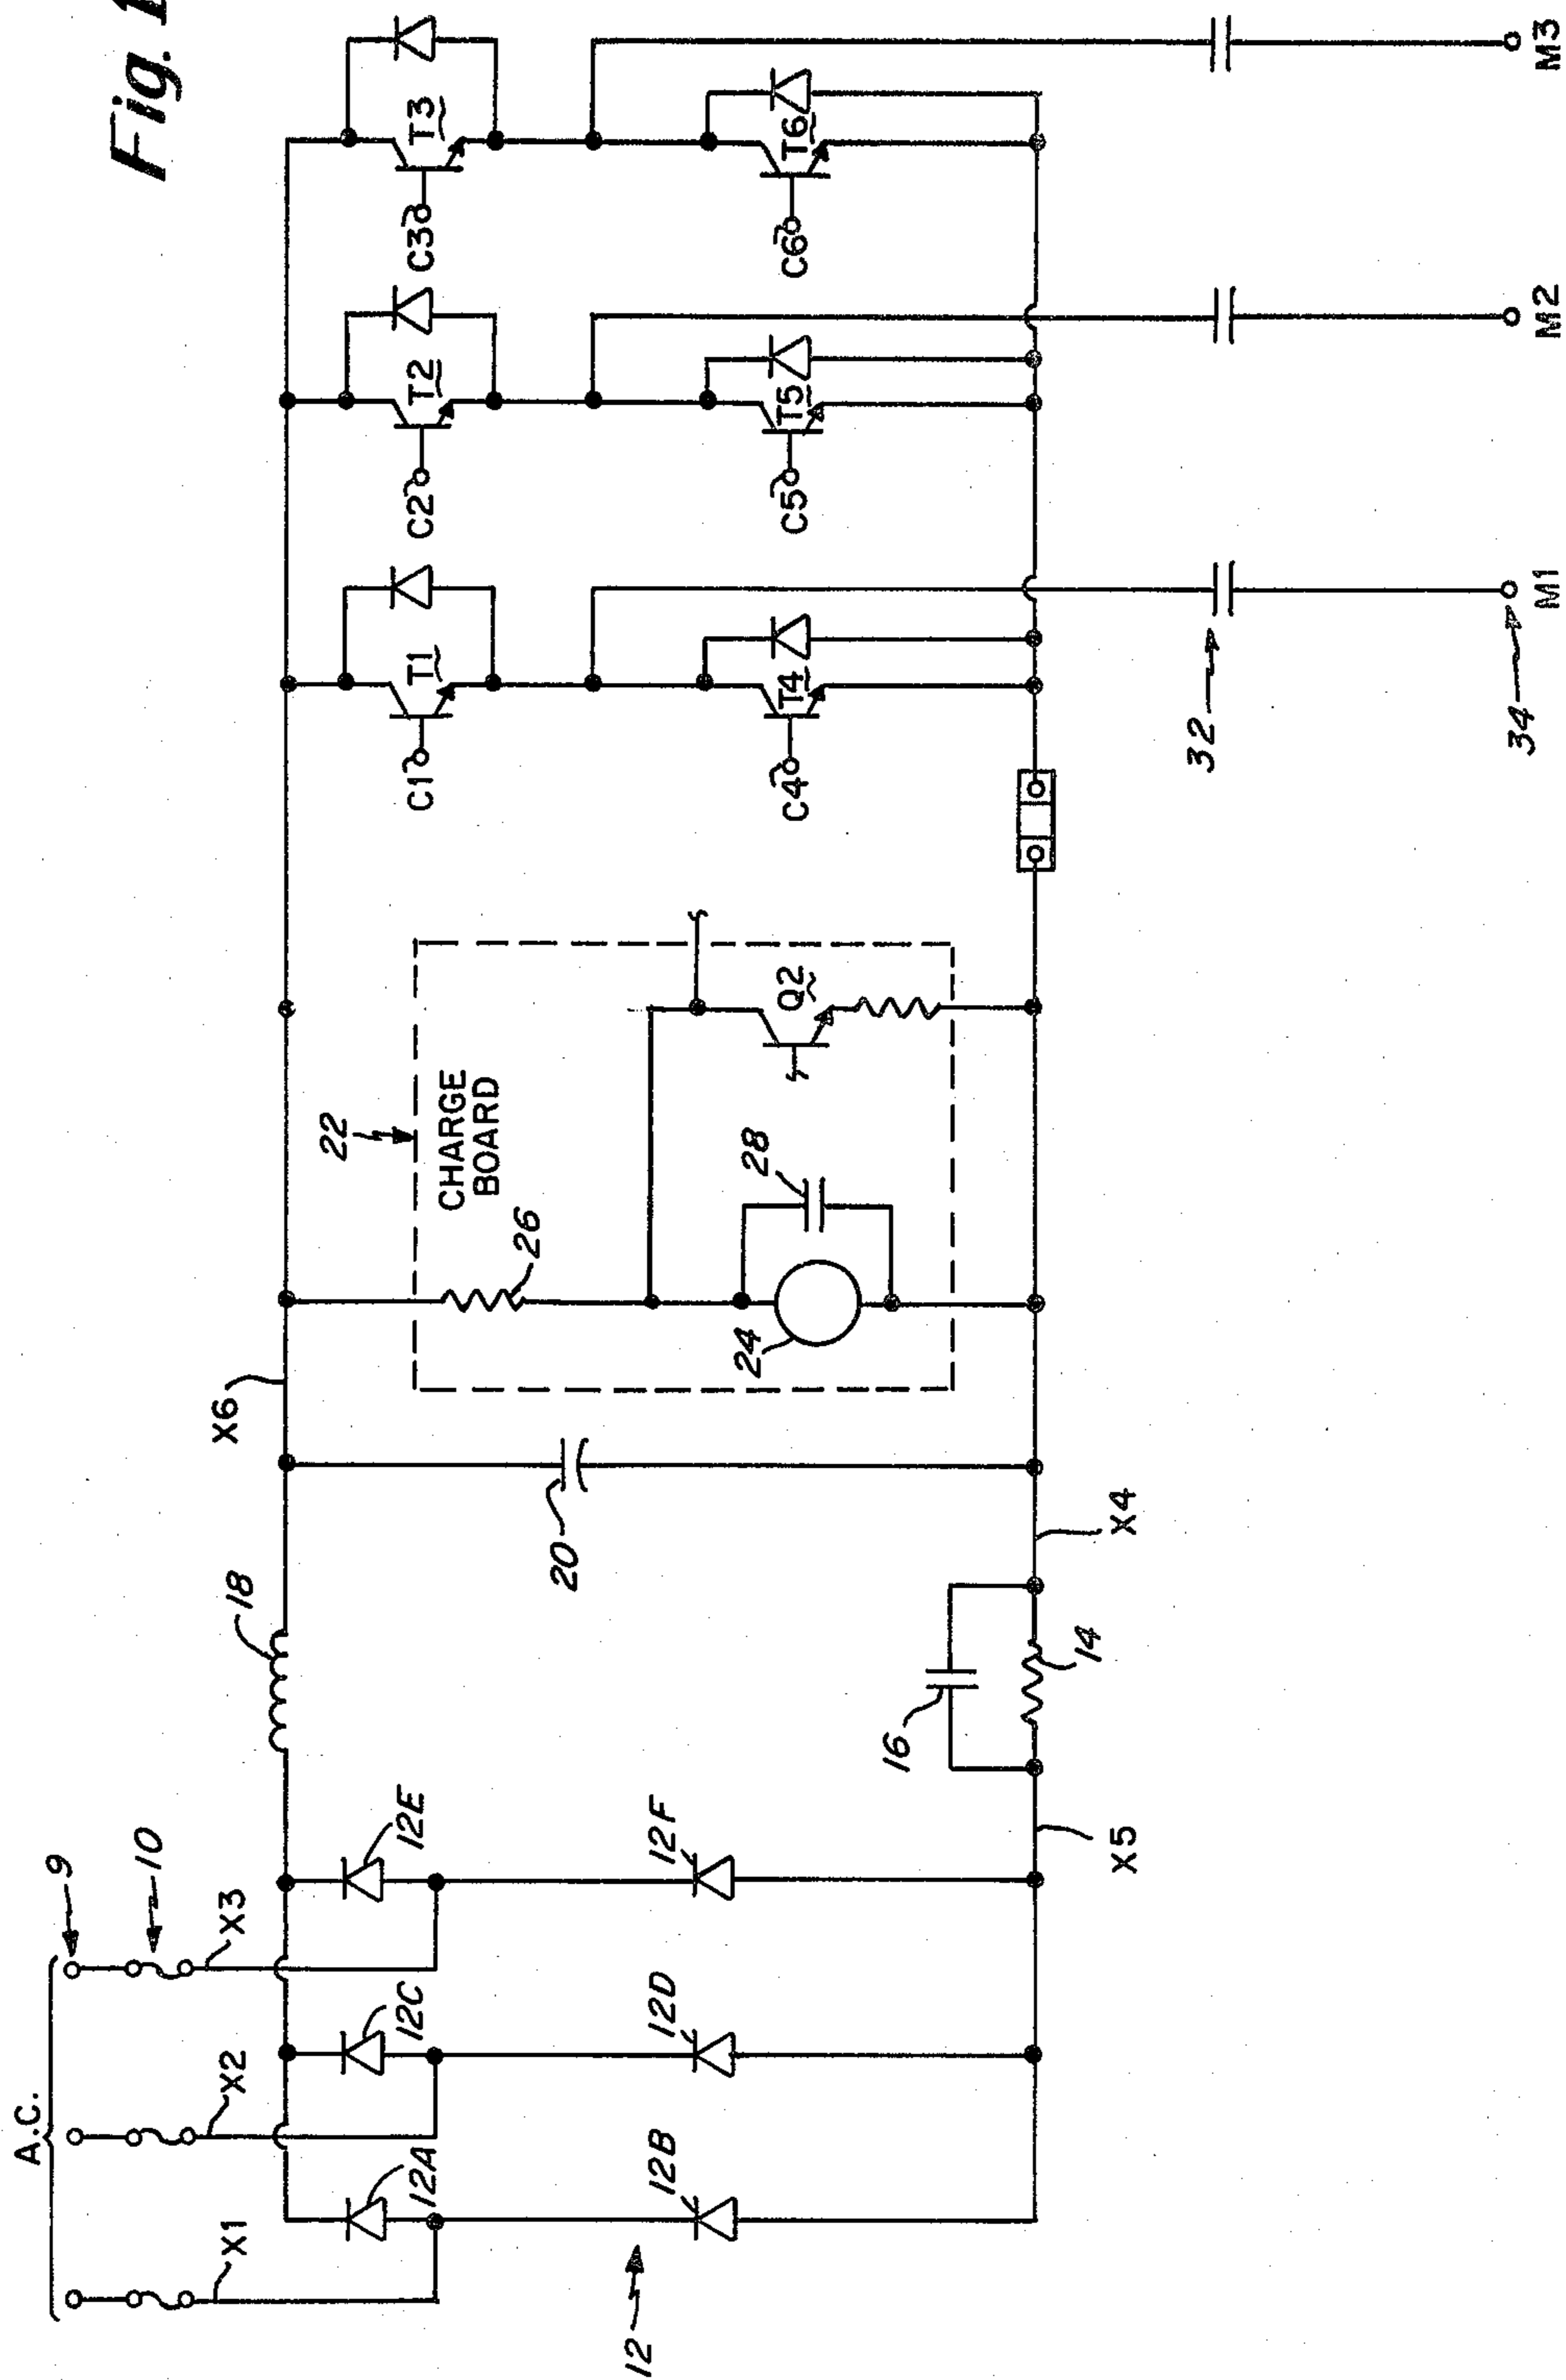 Fig. 1
A.C.
9
10
X1
X2
X3
12A
12C
12E
12
12B
12D
12F
X5
16
14
X4
18
20
X6
22
CHARGE
BOARD
26
24
28
Q2
C1
T1
C2
T2
C3
T3
C4
T4
C5
T5
C6
T6
32
34
M1
M2
M3